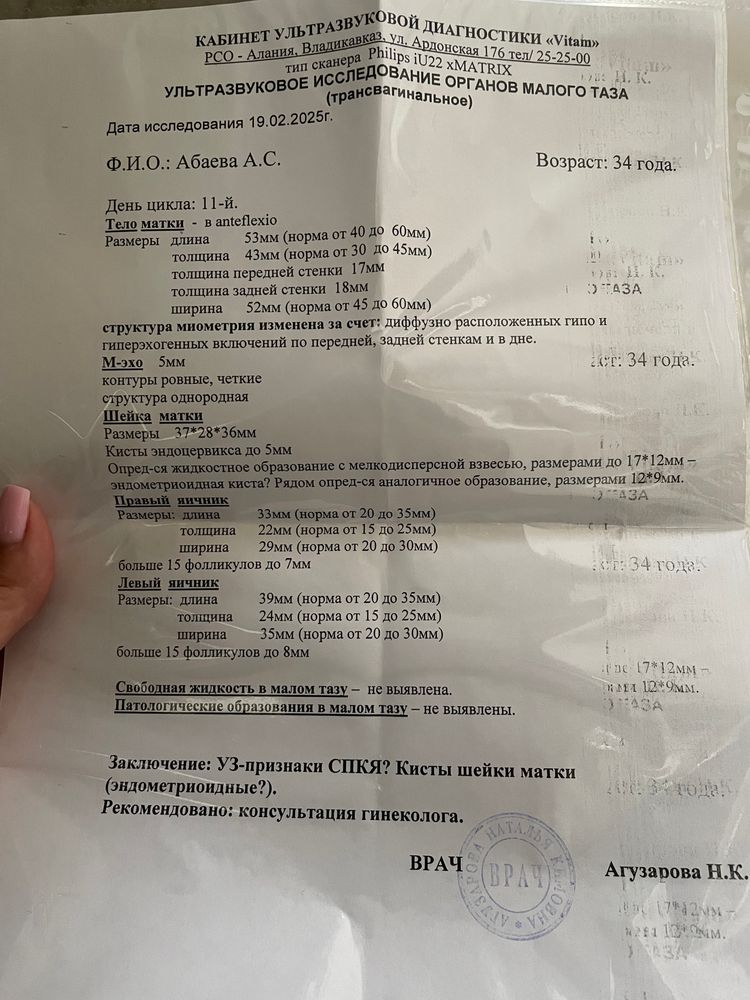 КАБИНЕТ УЛЬТРАЗВУКОВОЙ ДИАГНОСТИКИ «Vitam»
РСО - Алания, Владикавказ, ул. Ардонская 176 тел/ 25-25-00
тип сканера Philips iU22 xMATRIX
УЛЬТРАЗВУКОВОЕ ИССЛЕДОВАНИЕ ОРГАНОВ МАЛОГО ТАЗА
(трансвагинальное)
Дата исследования 19.02.2025г.
Ф.И.О.: Абаева А.С. Возраст: 34 года.
День цикла: 11-й.
Тело матки - в anteflexio
Размеры длина 53мм (норма от 40 до 60мм)
толщина 43мм (норма от 30 до 45мм)
толщина передней стенки 17мм
толщина задней стенки 18мм
ширина 52мм (норма от 45 до 60мм)
структура миометрия изменена за счет: диффузно расположенных гипо и
гиперэхогенных включений по передней, задней стенкам и в дне.
М-эхо 5мм
контуры ровные, четкие
структура однородная
Шейка матки
Размеры 37*28*36мм
Кисты эндоцервикса до 5мм
Опред-ся жидкостное образование с мелкодисперсной взвесью, размерами до 17*12мм –
эндометриоидная киста? Рядом опред-ся аналогичное образование, размерами 12*9мм.
Правый яичник
Размеры: длина 33мм (норма от 20 до 35мм)
толщина 22мм (норма от 15 до 25мм)
ширина 29мм (норма от 20 до 30мм)
больше 15 фолликулов до 7мм
Левый яичник
Размеры: длина 39мм (норма от 20 до 35мм)
толщина 24мм (норма от 15 до 25мм)
ширина 35мм (норма от 20 до 30мм)
больше 15 фолликулов до 8мм
Свободная жидкость в малом тазу – не выявлена.
Патологические образования в малом тазу – не выявлены.
Заключение: УЗ-признаки СПКЯ? Кисты шейки матки
(эндометриоидные?).
Рекомендовано: консультация гинеколога.
ВРАЧ Агузарова Н.К.
АГУЗАРОВА НАТАЛЬЯ
ВРАЧ